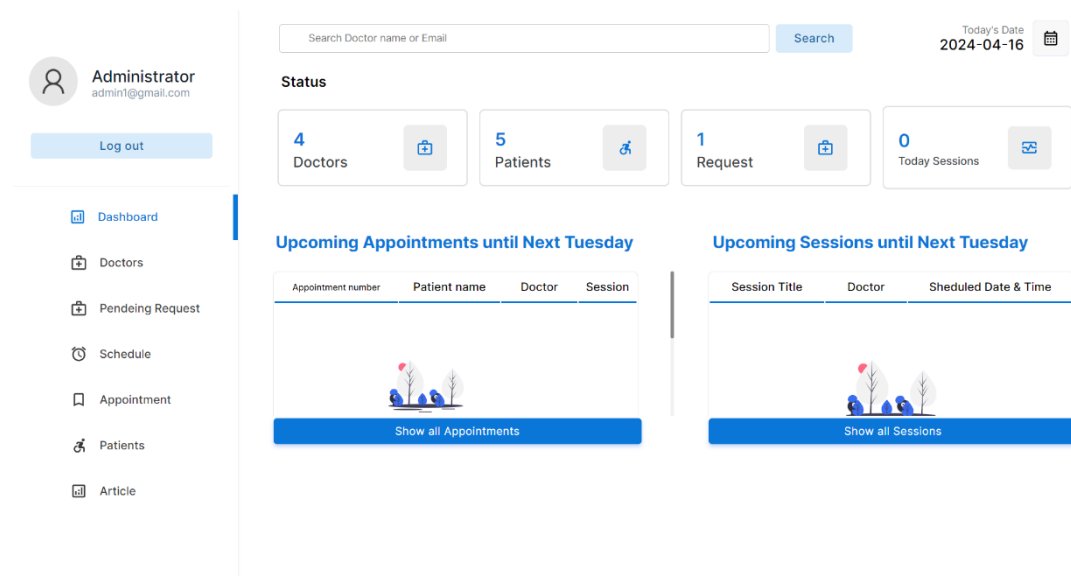 Administrator
admin1@gmail.com
Log out
Dashboard
Doctors
Pendeing Request
Schedule
Appointment
Patients
Article
Search Doctor name or Email
Search
Today's Date
2024-04-16
Status
4
Doctors
5
Patients
1
Request
0
Today Sessions
Upcoming Appointments until Next Tuesday
Appointment number Patient name Doctor Session
Show all Appointments
Upcoming Sessions until Next Tuesday
Session Title Doctor Sheduled Date & Time
Show all Sessions